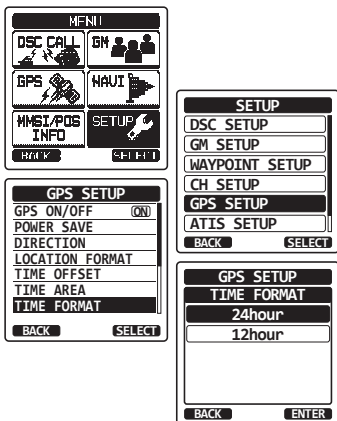 MENU
DSC CALL GM
GPS NAVI
MMSI/POS
INFO
SETUP
BACK SELECT
SETUP
DSC SETUP
GM SETUP
WAYPOINT SETUP
CH SETUP
GPS SETUP
ATIS SETUP
BACK SELECT
GPS SETUP
GPS ON/OFF ON
POWER SAVE
DIRECTION
LOCATION FORMAT
TIME OFFSET
TIME AREA
TIME FORMAT
BACK SELECT
GPS SETUP
TIME FORMAT
24hour
12hour
BACK ENTER